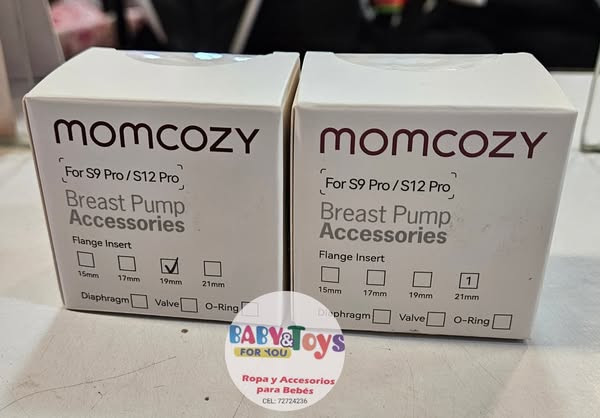 momcozy
For S9 Pro / S12 Pro
Breast Pump
Accessories
Flange Insert
15mm 17mm 19mm 21mm
Diaphragm Valve O-Ring
momcozy
For S9 Pro / S12 Pro
Breast Pump
Accessories
Flange Insert
1
15mm 17mm 19mm 21mm
Diaphragm Valve O-Ring
BABY & Toys
FOR YOU
Ropa y Accesorios
para Bebés
CEL: 72724236